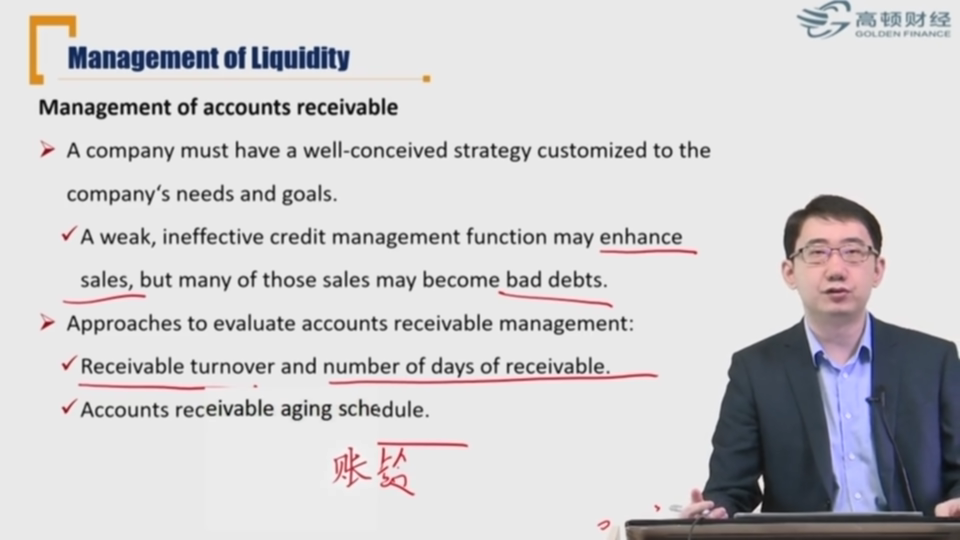 高顿财经
GOLDEN FINANCE
Management of Liquidity
Management of accounts receivable
A company must have a well-conceived strategy customized to the
company‘s needs and goals.
A weak, ineffective credit management function may enhance
sales, but many of those sales may become bad debts.
Approaches to evaluate accounts receivable management:
Receivable turnover and number of days of receivable.
Accounts receivable aging schedule.
账龄